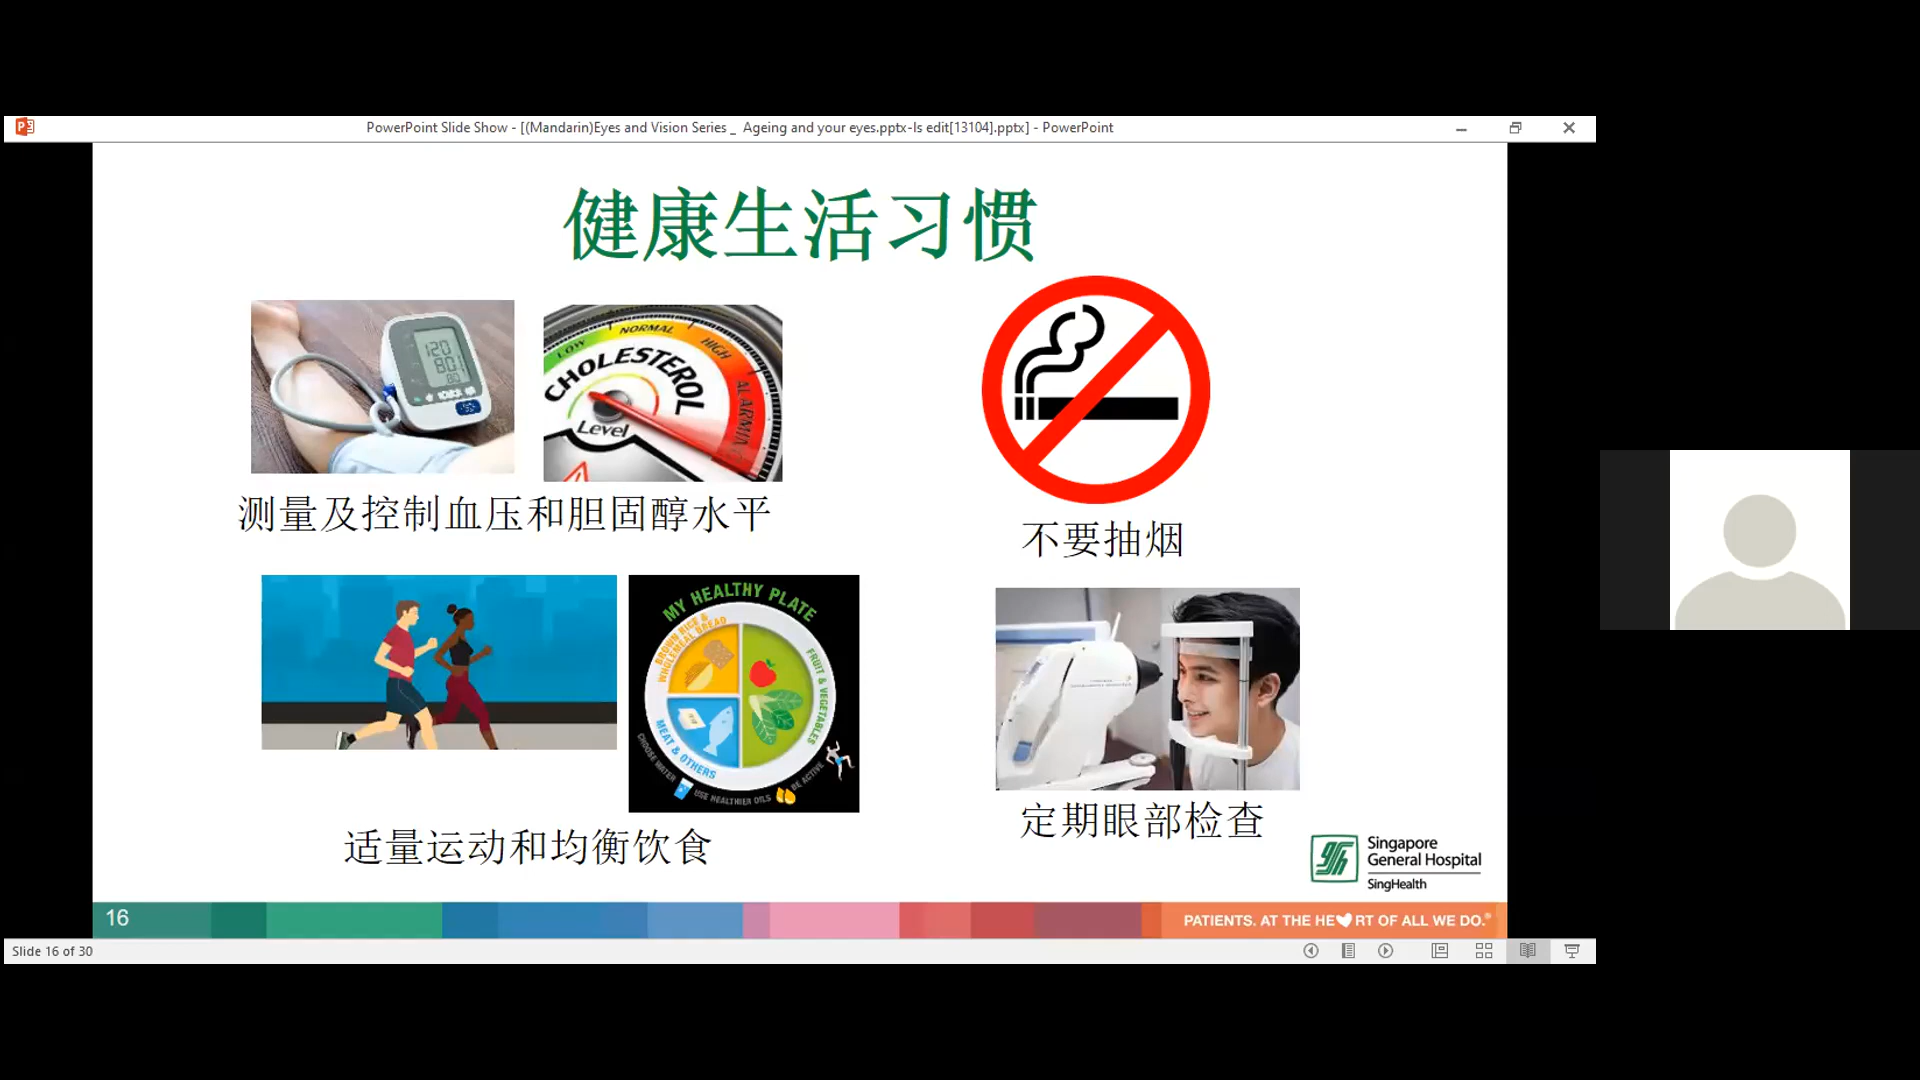 PowerPoint Slide Show - [(Mandarin)Eyes and Vision Series _ Ageing and your eyes.pptx-ls edit[13104].pptx] - PowerPoint
健康生活习惯
120
80
80
LOW NORMAL HIGH ALARMING
CHOLESTEROL
Level
测量及控制血压和胆固醇水平
不要抽烟
MY HEALTHY PLATE
BROWN RICE & WHOLEMEAL BREAD
FRUIT & VEGETABLES
MEAT & OTHERS
CHOOSE WATER
USE HEALTHIER OILS
BE ACTIVE
适量运动和均衡饮食
定期眼部检查
Singapore
General Hospital
SingHealth
16
PATIENTS. AT THE HE RT OF ALL WE DO.®
Slide 16 of 30